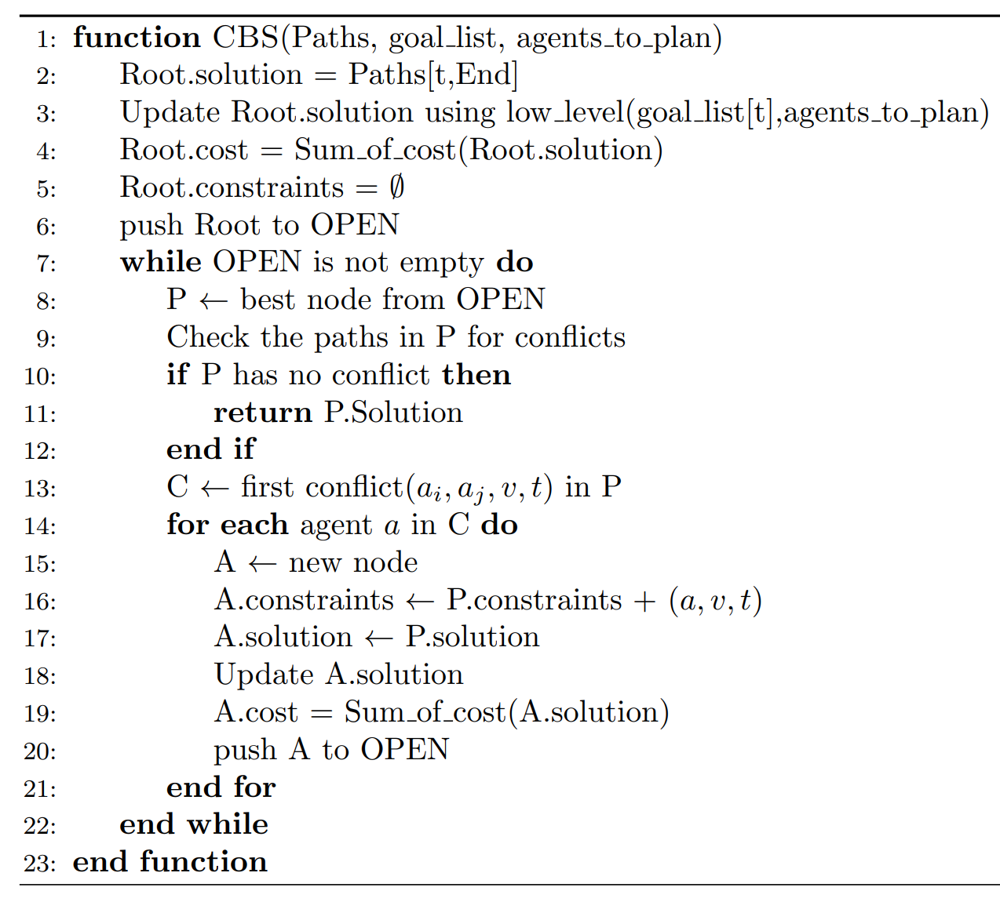 1: function CBS(Paths, goal_list, agents_to_plan)
2: Root.solution = Paths[t,End]
3: Update Root.solution using low_level(goal_list[t],agents_to_plan)
4: Root.cost = Sum_of_cost(Root.solution)
5: Root.constraints = ∅
6: push Root to OPEN
7: while OPEN is not empty do
8: P ← best node from OPEN
9: Check the paths in P for conflicts
10: if P has no conflict then
11: return P.Solution
12: end if
13: C ← first conflict(aᵢ, aⱼ, v, t) in P
14: for each agent a in C do
15: A ← new node
16: A.constraints ← P.constraints + (a, v, t)
17: A.solution ← P.solution
18: Update A.solution
19: A.cost = Sum_of_cost(A.solution)
20: push A to OPEN
21: end for
22: end while
23: end function